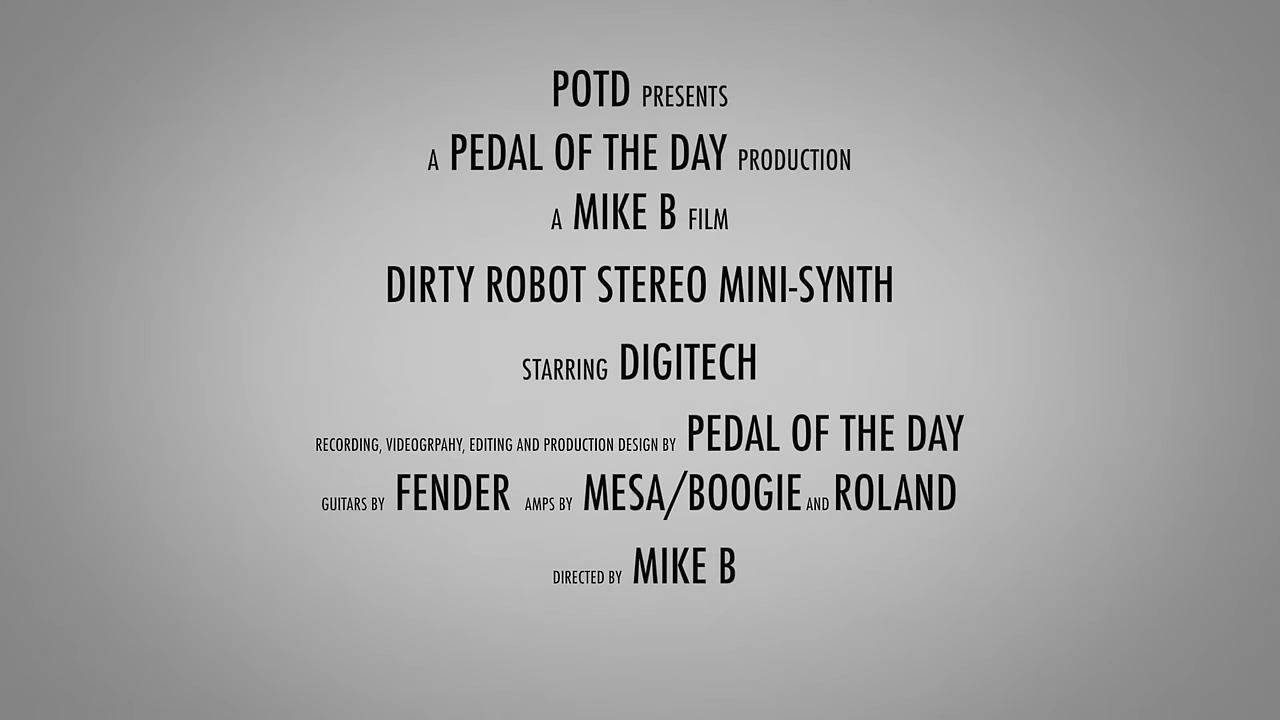 POTD PRESENTS
A PEDAL OF THE DAY PRODUCTION
A MIKE B FILM
DIRTY ROBOT STEREO MINI-SYNTH
STARRING DIGITECH
RECORDING, VIDEOGRPAHY, EDITING AND PRODUCTION DESIGN BY PEDAL OF THE DAY
GUITARS BY FENDER AMPS BY MESA/BOOGIE AND ROLAND
DIRECTED BY MIKE B